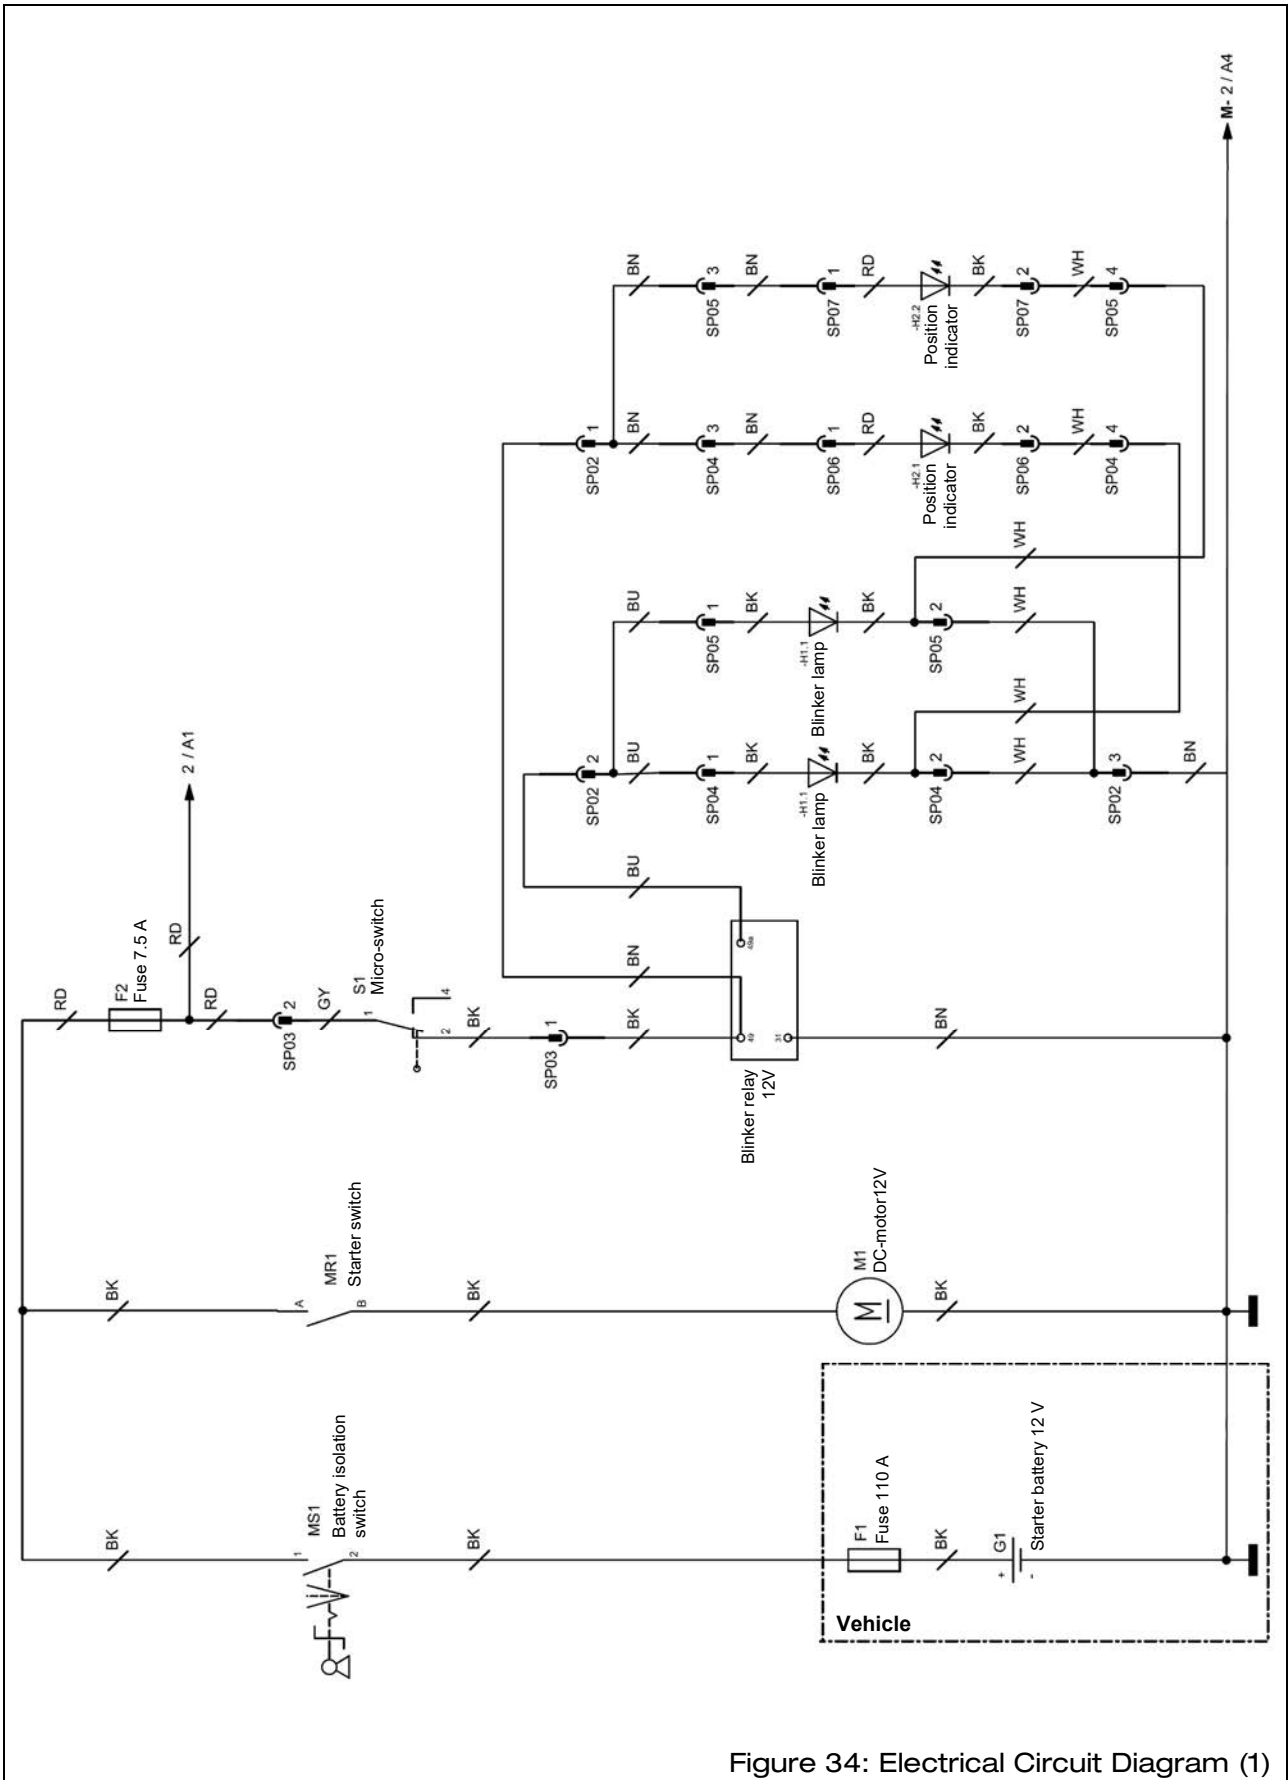 M- 2 / A4
BN
SP05 3
BN
SP07 1
RD
-H2.2
Position
indicator
BK
SP07 2
WH
SP05 4
SP02 1
BN
SP04 3
BN
SP06 1
RD
-H2.1
Position
indicator
BK
SP06 2
WH
SP04 4
WH
BU
SP05 1
BK
-H1.1
Blinker lamp
BK
SP05 2
WH
WH
SP02 2
BU
SP04 1
BK
-H1.1
Blinker lamp
BK
SP04 2
WH
SP02 3
BN
2 / A1
RD
RD
F2
Fuse 7.5 A
RD
SP03 2
GY
S1
Micro-switch
1
2
4
BK
SP03 1
BK
BN
BU
49
49a
31
Blinker relay
12V
BN
BK
MR1
Starter switch
A
B
BK
M1
DC-motor12V
M
BK
BK
MS1
Battery isolation
switch
1
2
BK
F1
Fuse 110 A
BK
G1
+
-
Starter battery 12 V
Vehicle
Figure 34: Electrical Circuit Diagram (1)